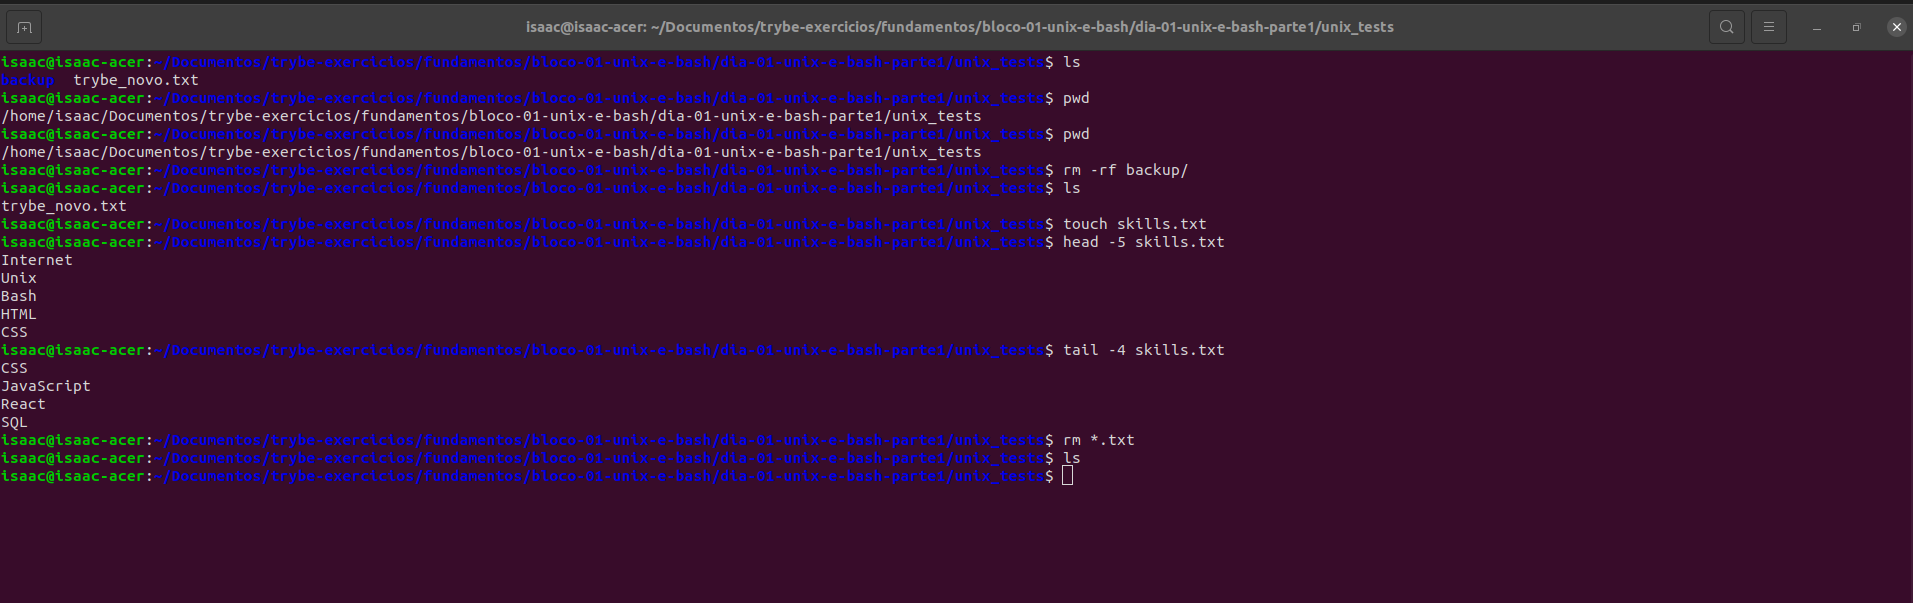 isaac@isaac-acer: ~/Documentos/trybe-exercicios/fundamentos/bloco-01-unix-e-bash/dia-01-unix-e-bash-parte1/unix_tests
isaac@isaac-acer:~/Documentos/trybe-exercicios/fundamentos/bloco-01-unix-e-bash/dia-01-unix-e-bash-parte1/unix_tests$ ls
backup  trybe_novo.txt
isaac@isaac-acer:~/Documentos/trybe-exercicios/fundamentos/bloco-01-unix-e-bash/dia-01-unix-e-bash-parte1/unix_tests$ pwd
/home/isaac/Documentos/trybe-exercicios/fundamentos/bloco-01-unix-e-bash/dia-01-unix-e-bash-parte1/unix_tests
isaac@isaac-acer:~/Documentos/trybe-exercicios/fundamentos/bloco-01-unix-e-bash/dia-01-unix-e-bash-parte1/unix_tests$ pwd
/home/isaac/Documentos/trybe-exercicios/fundamentos/bloco-01-unix-e-bash/dia-01-unix-e-bash-parte1/unix_tests
isaac@isaac-acer:~/Documentos/trybe-exercicios/fundamentos/bloco-01-unix-e-bash/dia-01-unix-e-bash-parte1/unix_tests$ rm -rf backup/
isaac@isaac-acer:~/Documentos/trybe-exercicios/fundamentos/bloco-01-unix-e-bash/dia-01-unix-e-bash-parte1/unix_tests$ ls
trybe_novo.txt
isaac@isaac-acer:~/Documentos/trybe-exercicios/fundamentos/bloco-01-unix-e-bash/dia-01-unix-e-bash-parte1/unix_tests$ touch skills.txt
isaac@isaac-acer:~/Documentos/trybe-exercicios/fundamentos/bloco-01-unix-e-bash/dia-01-unix-e-bash-parte1/unix_tests$ head -5 skills.txt
Internet
Unix
Bash
HTML
CSS
isaac@isaac-acer:~/Documentos/trybe-exercicios/fundamentos/bloco-01-unix-e-bash/dia-01-unix-e-bash-parte1/unix_tests$ tail -4 skills.txt
CSS
JavaScript
React
SQL
isaac@isaac-acer:~/Documentos/trybe-exercicios/fundamentos/bloco-01-unix-e-bash/dia-01-unix-e-bash-parte1/unix_tests$ rm *.txt
isaac@isaac-acer:~/Documentos/trybe-exercicios/fundamentos/bloco-01-unix-e-bash/dia-01-unix-e-bash-parte1/unix_tests$ ls
isaac@isaac-acer:~/Documentos/trybe-exercicios/fundamentos/bloco-01-unix-e-bash/dia-01-unix-e-bash-parte1/unix_tests$